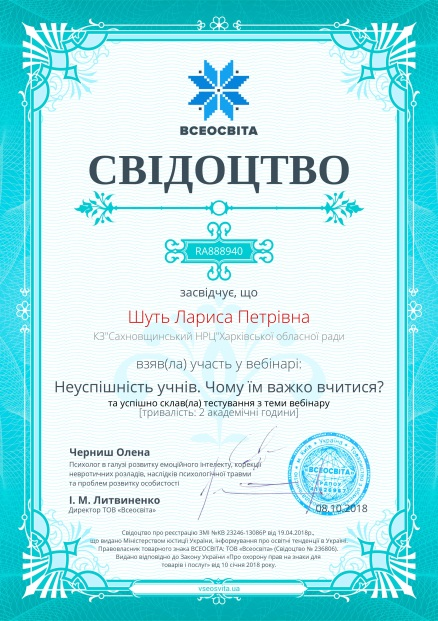 ВСЕОСВІТА
СВІДОЦТВО
RA888940
засвідчує, що
Шуть Лариса Петрівна
КЗ"Сахновщинський НРЦ"Харківської обласної ради
взяв(ла) участь у вебінарі:
Неуспішність учнів. Чому їм важко вчитися?
та успішно склав(ла) тестування з теми вебінару
[тривалість: 2 академічні години]
Черниш Олена
Психолог в галузі розвитку емоційного інтелекту, корекції
невротичних розладів, наслідків психологічної травми
та проблем розвитку особистості
І. М. Литвиненко
Директор ТОВ «Всеосвіта»
ВСЕОСВІТА
08.10.2018
Свідоцтво про реєстрацію ЗМІ №КВ 23246-13086Р від 19.04.2018р.,
що видано Міністерством юстиції України, інформування про освітні тенденції в Україні.
Правовласник товарного знака ВСЕОСВІТА: ТОВ «Всеосвіта» (Свідоцтво № 236806).
Видано відповідно до Закону України «Про охорону прав на знаки для
товарів і послуг» від 10 січня 2018 року.
vseosvita.ua